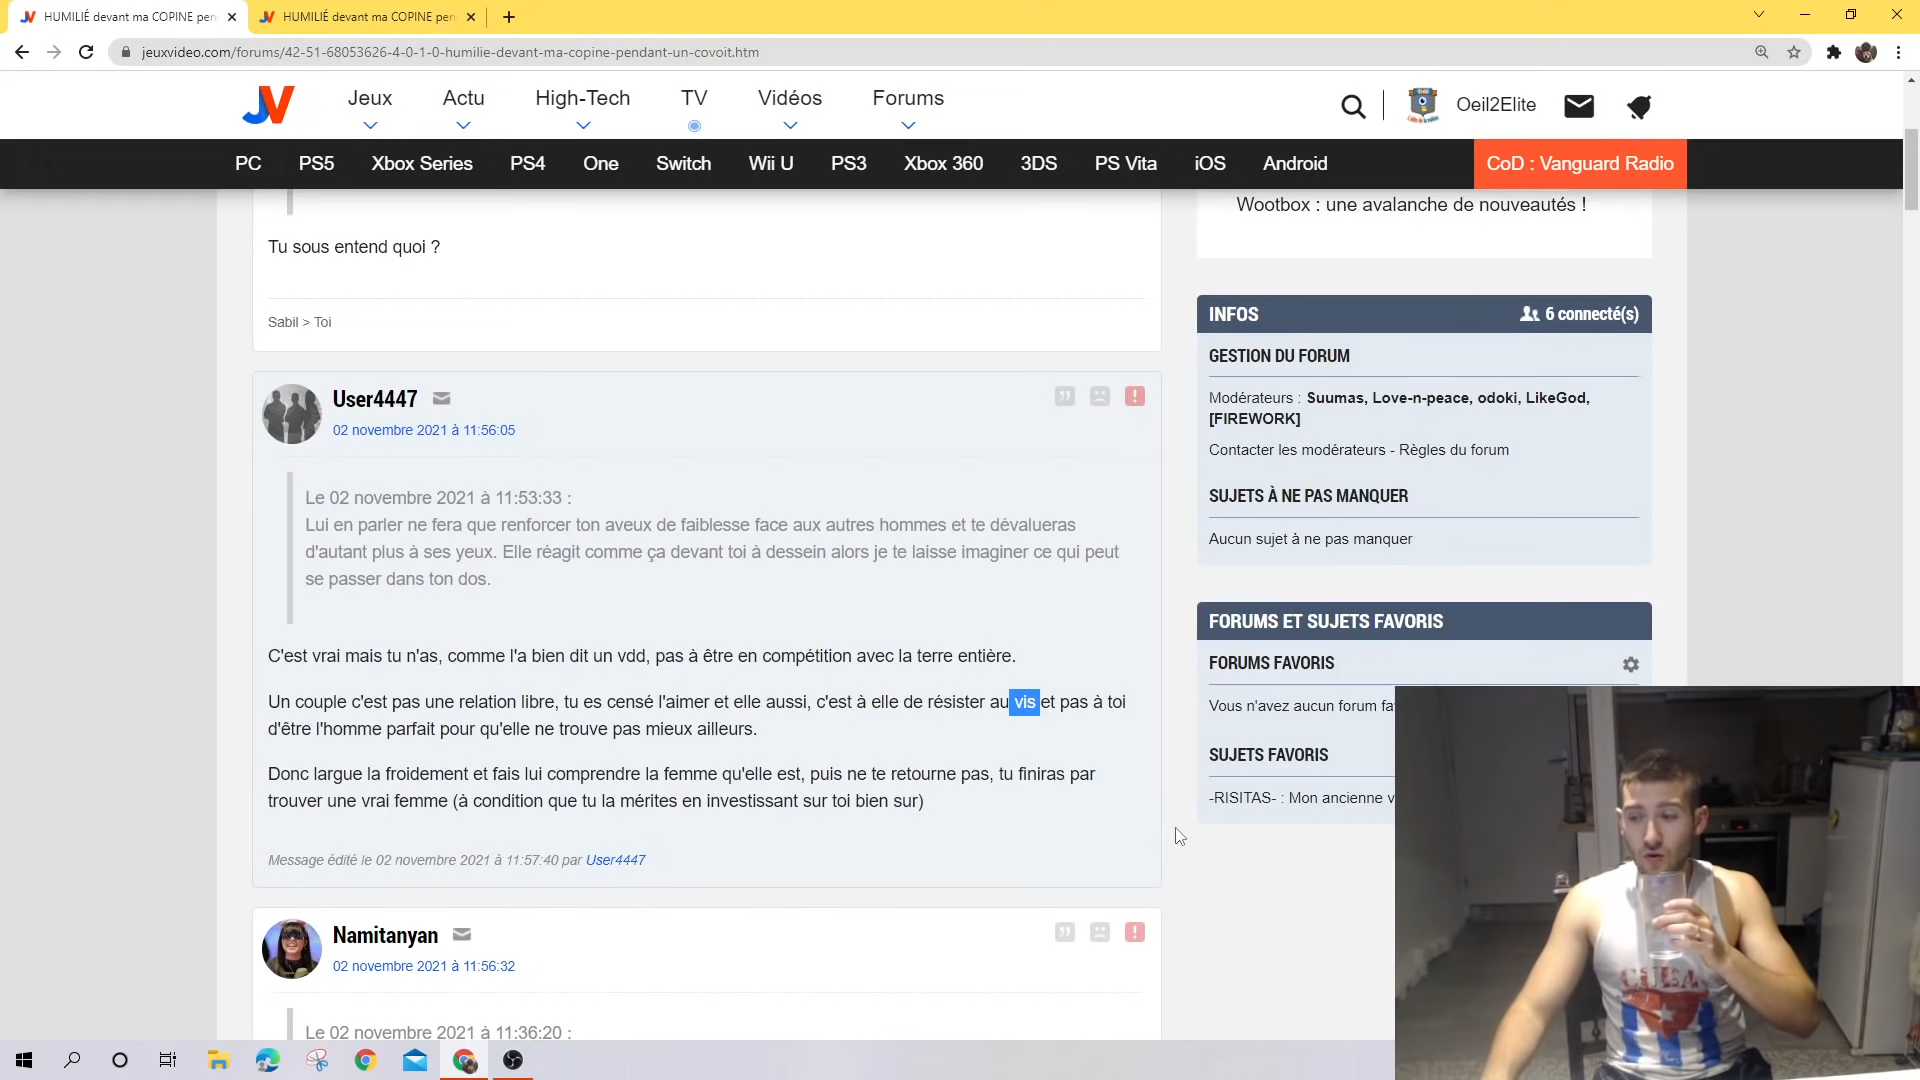 HUMILIÉ devant ma COPINE pen
HUMILIÉ devant ma COPINE pen
jeuxvideo.com/forums/42-51-68053626-4-0-1-0-humilie-devant-ma-copine-pendant-un-covoit.htm
JV
Jeux
Actu
High-Tech
TV
Vidéos
Forums
Oeil2Elite
PC
PS5
Xbox Series
PS4
One
Switch
Wii U
PS3
Xbox 360
3DS
PS Vita
iOS
Android
CoD : Vanguard Radio
Tu sous entend quoi ?
Sabil > Toi
User4447
02 novembre 2021 à 11:56:05
Le 02 novembre 2021 à 11:53:33 :
Lui en parler ne fera que renforcer ton aveux de faiblesse face aux autres hommes et te dévalueras
d'autant plus à ses yeux. Elle réagit comme ça devant toi à dessein alors je te laisse imaginer ce qui peut
se passer dans ton dos.
C'est vrai mais tu n'as, comme l'a bien dit un vdd, pas à être en compétition avec la terre entière.
Un couple c'est pas une relation libre, tu es censé l'aimer et elle aussi, c'est à elle de résister au vis et pas à toi
d'être l'homme parfait pour qu'elle ne trouve pas mieux ailleurs.
Donc largue la froidement et fais lui comprendre la femme qu'elle est, puis ne te retourne pas, tu finiras par
trouver une vrai femme (à condition que tu la mérites en investissant sur toi bien sur)
Message édité le 02 novembre 2021 à 11:57:40 par User4447
Namitanyan
02 novembre 2021 à 11:56:32
Le 02 novembre 2021 à 11:36:20 :
Wootbox : une avalanche de nouveautés !
INFOS
6 connecté(s)
GESTION DU FORUM
Modérateurs : Suumas, Love-n-peace, odoki, LikeGod,
[FIREWORK]
Contacter les modérateurs - Règles du forum
SUJETS À NE PAS MANQUER
Aucun sujet à ne pas manquer
FORUMS ET SUJETS FAVORIS
FORUMS FAVORIS
Vous n'avez aucun forum fa
SUJETS FAVORIS
-RISITAS- : Mon ancienne v
CUBA